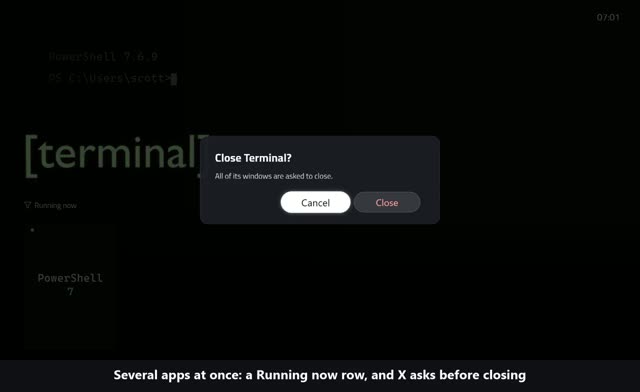 07:01
PowerShell 7.6.9
PS C:\Users\scott>
[terminal]
Close Terminal?
All of its windows are asked to close.
Cancel
Close
Running now
PowerShell
7
Several apps at once: a Running now row, and X asks before closing